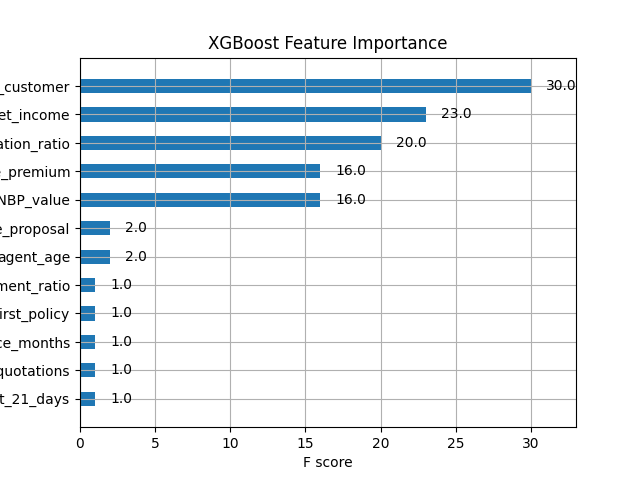 XGBoost Feature Importance
_customer 30.0
et_income 23.0
ation_ratio 20.0
_premium 16.0
NBP_value 16.0
e_proposal 2.0
agent_age 2.0
ment_ratio 1.0
irst_policy 1.0
ce_months 1.0
quotations 1.0
t_21_days 1.0
0 5 10 15 20 25 30
F score